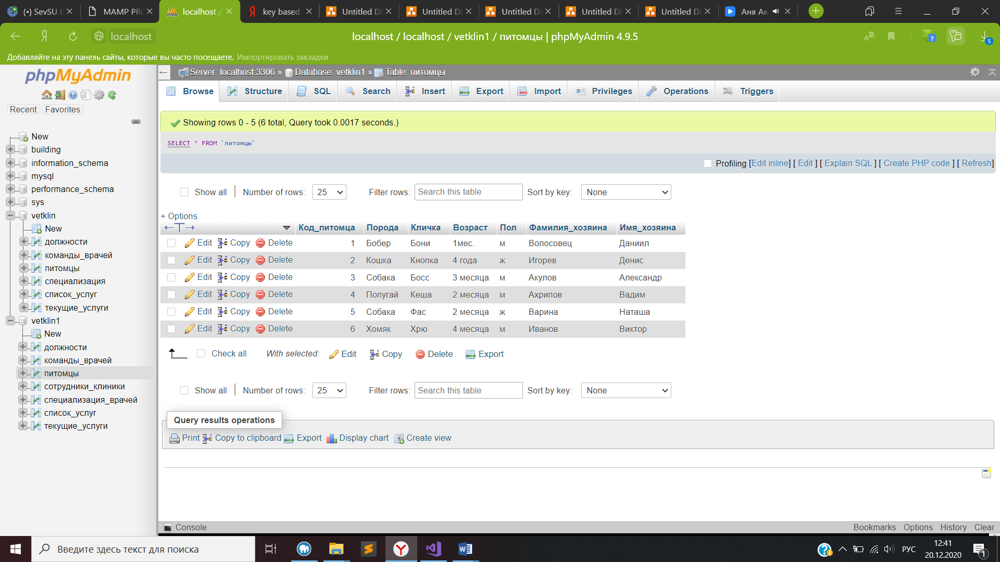 (•) SevSU IS
MAMP PRO
localhost /
key based
Untitled Di
Untitled Di
Untitled Di
Untitled Di
Untitled Di
Аня Ак
localhost
localhost / localhost / vetklin1 / питомцы | phpMyAdmin 4.9.5
5
Добавляйте на эту панель сайты, которые вы часто посещаете. Импортировать закладки
phpMyAdmin
Recent Favorites
New
building
information_schema
mysql
performance_schema
sys
vetklin
New
должности
команды_врачей
питомцы
специализация
список_услуг
текущие_услуги
vetklin1
New
должности
команды_врачей
питомцы
сотрудники_клиники
специализация_врачей
список_услуг
текущие_услуги
Server: localhost:3306 » Database: vetklin1 » Table: питомцы
Browse Structure SQL Search Insert Export Import Privileges Operations Triggers
Showing rows 0 - 5 (6 total, Query took 0.0017 seconds.)
SELECT * FROM `питомцы`
Profiling [Edit inline] [ Edit ] [ Explain SQL ] [ Create PHP code ] [ Refresh]
Show all | Number of rows: 25 Filter rows: Search this table Sort by key: None
+ Options
←T→ Код_питомца Порода Кличка Возраст Пол Фамилия_хозяина Имя_хозяина
Edit Copy Delete 1 Бобер Бони 1мес. м Волосовец Даниил
Edit Copy Delete 2 Кошка Кнопка 4 года ж Игорев Денис
Edit Copy Delete 3 Собака Босс 3 месяца м Акулов Александр
Edit Copy Delete 4 Попугай Кеша 2 месяца м Ахрипов Вадим
Edit Copy Delete 5 Собака Фас 2 месяца ж Варина Наташа
Edit Copy Delete 6 Хомяк Хрю 4 месяца м Иванов Виктор
Check all With selected: Edit Copy Delete Export
Show all | Number of rows: 25 Filter rows: Search this table Sort by key: None
Query results operations
Print Copy to clipboard Export Display chart Create view
Console
Bookmarks Options History Clear
Введите здесь текст для поиска
РУС
12:41
20.12.2020
1